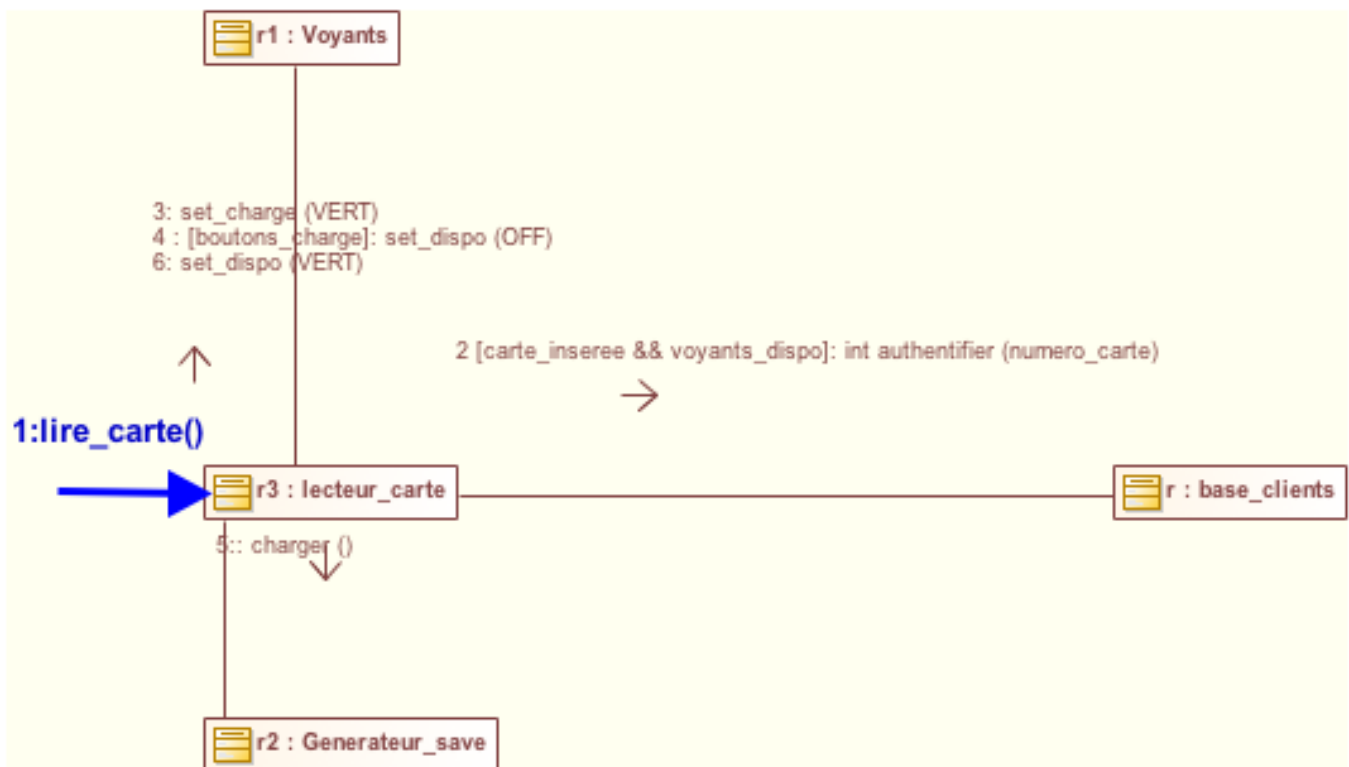 r1 : Voyants
3: set_charge (VERT)
4 : [boutons_charge]: set_dispo (OFF)
6: set_dispo (VERT)
2 [carte_inseree && voyants_dispo]: int authentifier (numero_carte)
1:lire_carte()
r3 : lecteur_carte
r : base_clients
5:: charger ()
r2 : Generateur_save